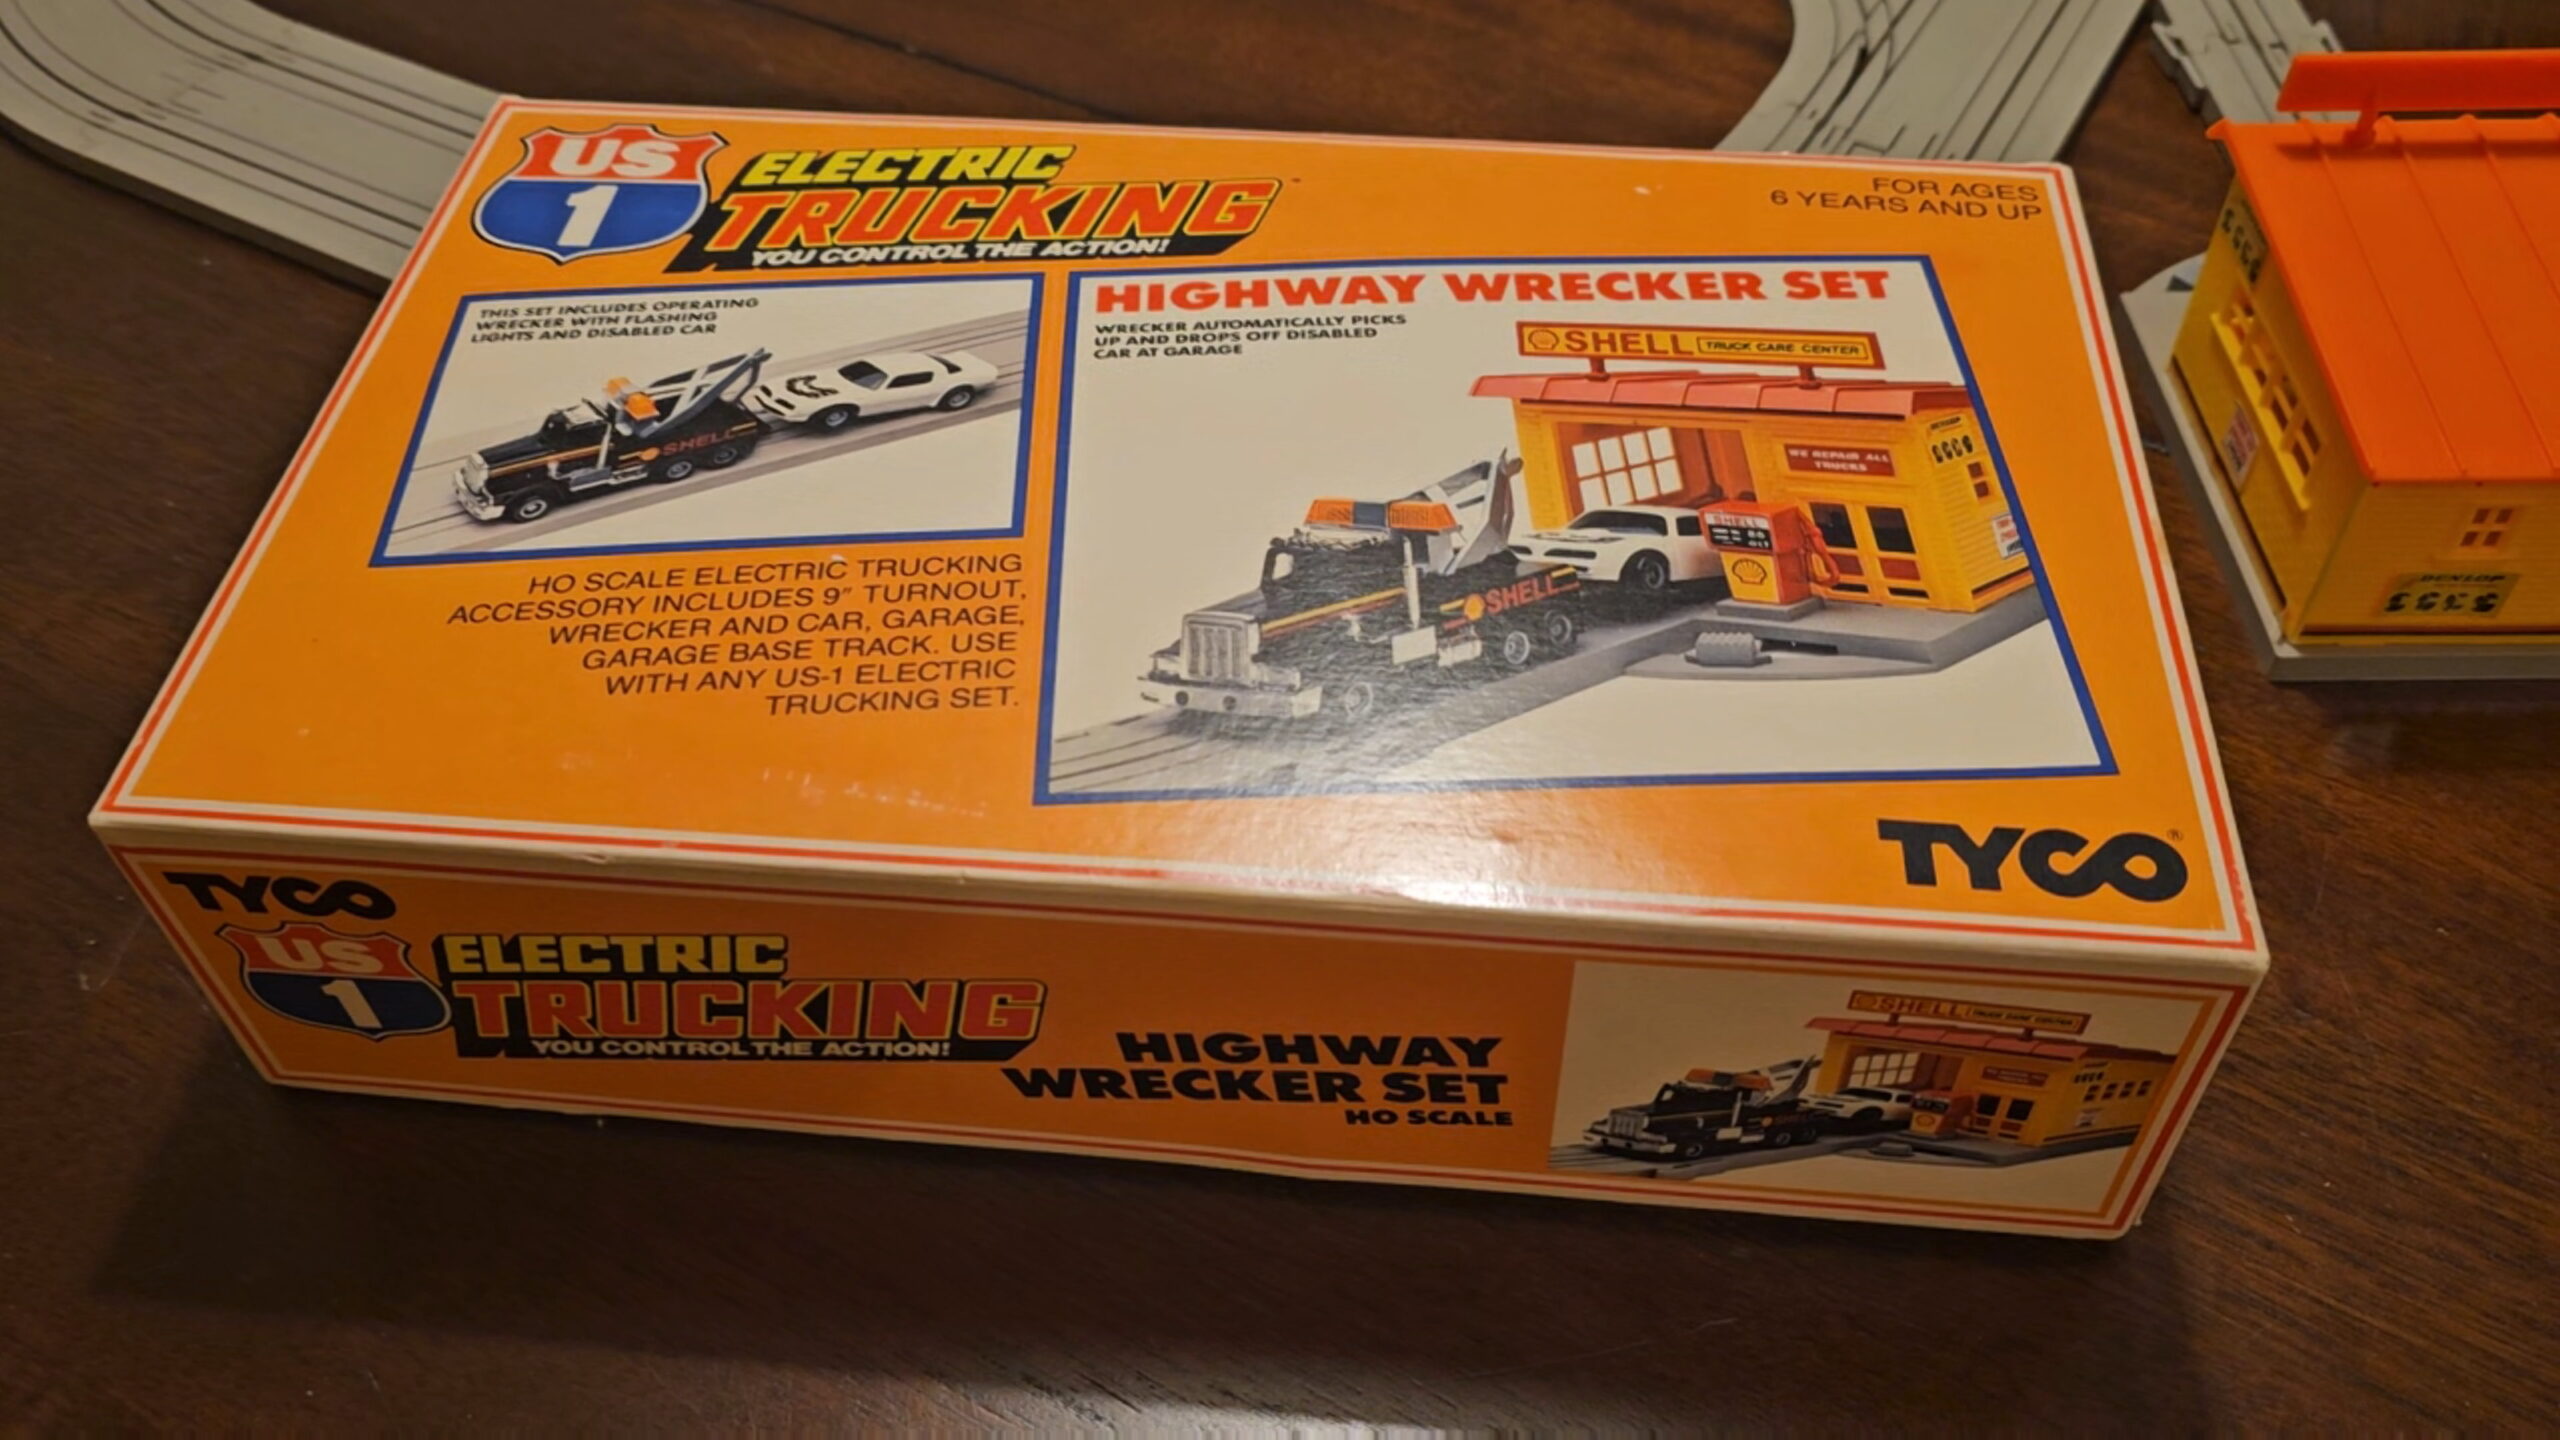 US
1
ELECTRIC
TRUCKING
YOU CONTROL THE ACTION!
FOR AGES
6 YEARS AND UP
THIS SET INCLUDES OPERATING
WRECKER WITH FLASHING
LIGHTS AND DISABLED CAR
SHELL
HO SCALE ELECTRIC TRUCKING
ACCESSORY INCLUDES 9" TURNOUT,
WRECKER AND CAR, GARAGE,
GARAGE BASE TRACK. USE
WITH ANY US-1 ELECTRIC
TRUCKING SET.
HIGHWAY WRECKER SET
WRECKER AUTOMATICALLY PICKS
UP AND DROPS OFF DISABLED
CAR AT GARAGE
SHELL TRUCK CARE CENTER
WE REPAIR ALL
TRUCKS
SHELL
SHELL
TYCO®
TYCO
US
1
ELECTRIC
TRUCKING
YOU CONTROL THE ACTION!
HIGHWAY
WRECKER SET
HO SCALE
SHELL TRUCK CARE CENTER
DUNLOP